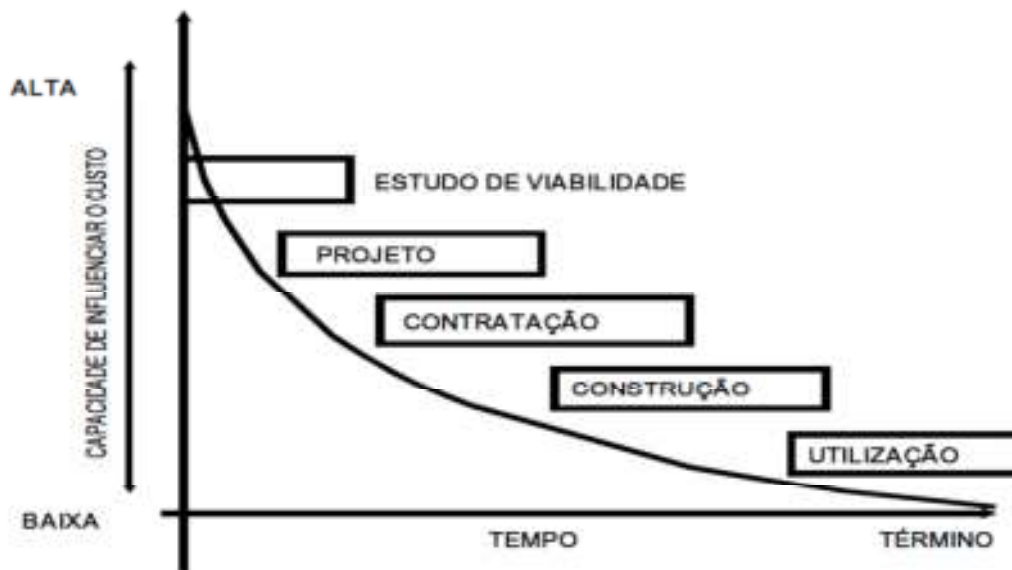 ALTA
CAPACIDADE DE INFLUENCIAR O CUSTO
ESTUDO DE VIABILIDADE
PROJETO
CONTRATAÇÃO
CONSTRUÇÃO
UTILIZAÇÃO
BAIXA
TEMPO
TÉRMINO